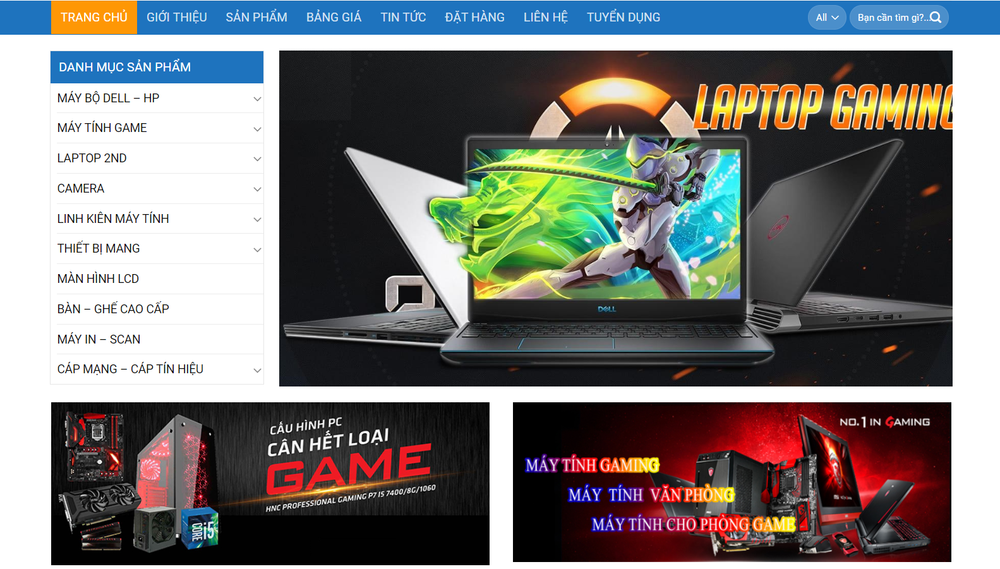 TRANG CHỦ
GIỚI THIỆU
SẢN PHẨM
BẢNG GIÁ
TIN TỨC
ĐẶT HÀNG
LIÊN HỆ
TUYỂN DỤNG
All
Bạn cần tìm gì?...
DANH MỤC SẢN PHẨM
MÁY BỘ DELL – HP
MÁY TÍNH GAME
LAPTOP 2ND
CAMERA
LINH KIÊN MÁY TÍNH
THIẾT BỊ MANG
MÀN HÌNH LCD
BÀN – GHẾ CAO CẤP
MÁY IN – SCAN
CÁP MẠNG – CÁP TÍN HIỆU
LAPTOP GAMING
DELL
CẤU HÌNH PC
CÂN HẾT LOẠI
GAME
HNC PROFESSIONAL GAMING P7 I5 7400/8G/1060
CORE i5
NO.1 IN GAMING
MÁY TÍNH GAMING
MÁY TÍNH VĂN PHÒNG
MÁY TÍNH CHO PHÒNG GAME